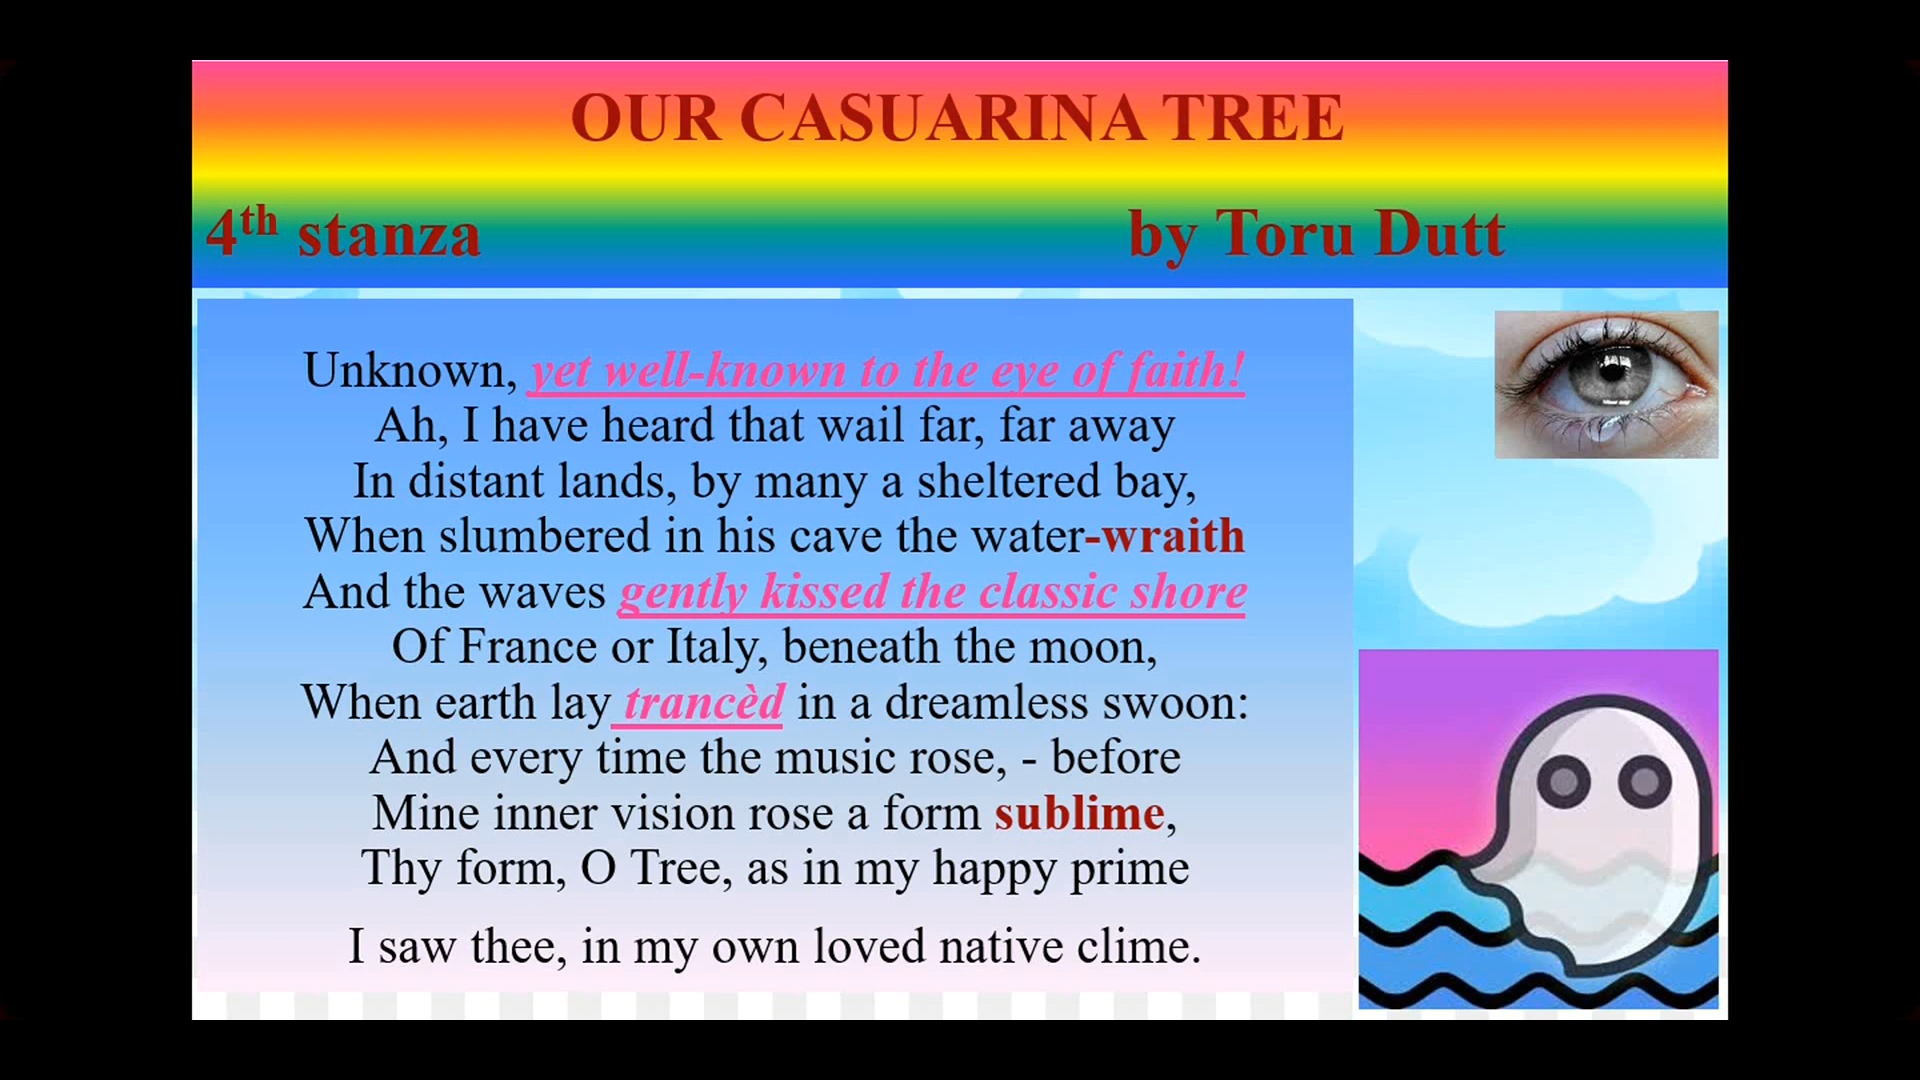 OUR CASUARINA TREE
4th stanza by Toru Dutt
Unknown, yet well-known to the eye of faith!
Ah, I have heard that wail far, far away
In distant lands, by many a sheltered bay,
When slumbered in his cave the water-wraith
And the waves gently kissed the classic shore
Of France or Italy, beneath the moon,
When earth lay trancèd in a dreamless swoon:
And every time the music rose, - before
Mine inner vision rose a form sublime,
Thy form, O Tree, as in my happy prime
I saw thee, in my own loved native clime.